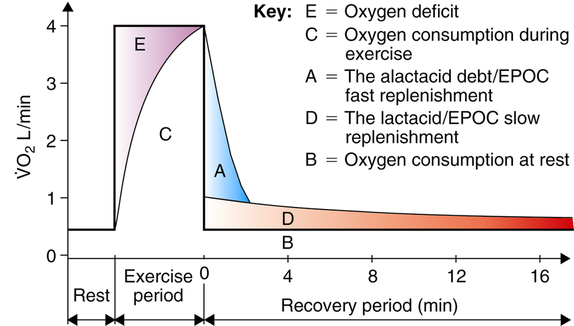 Key: E = Oxygen deficit
C = Oxygen consumption during
exercise
A = The alactacid debt/EPOC
fast replenishment
D = The lactacid/EPOC slow
replenishment
B = Oxygen consumption at rest
V̇O2 L/min
4
3
2
1
0
E
C
A
D
B
0 4 8 12 16
Rest
Exercise
period
Recovery period (min)